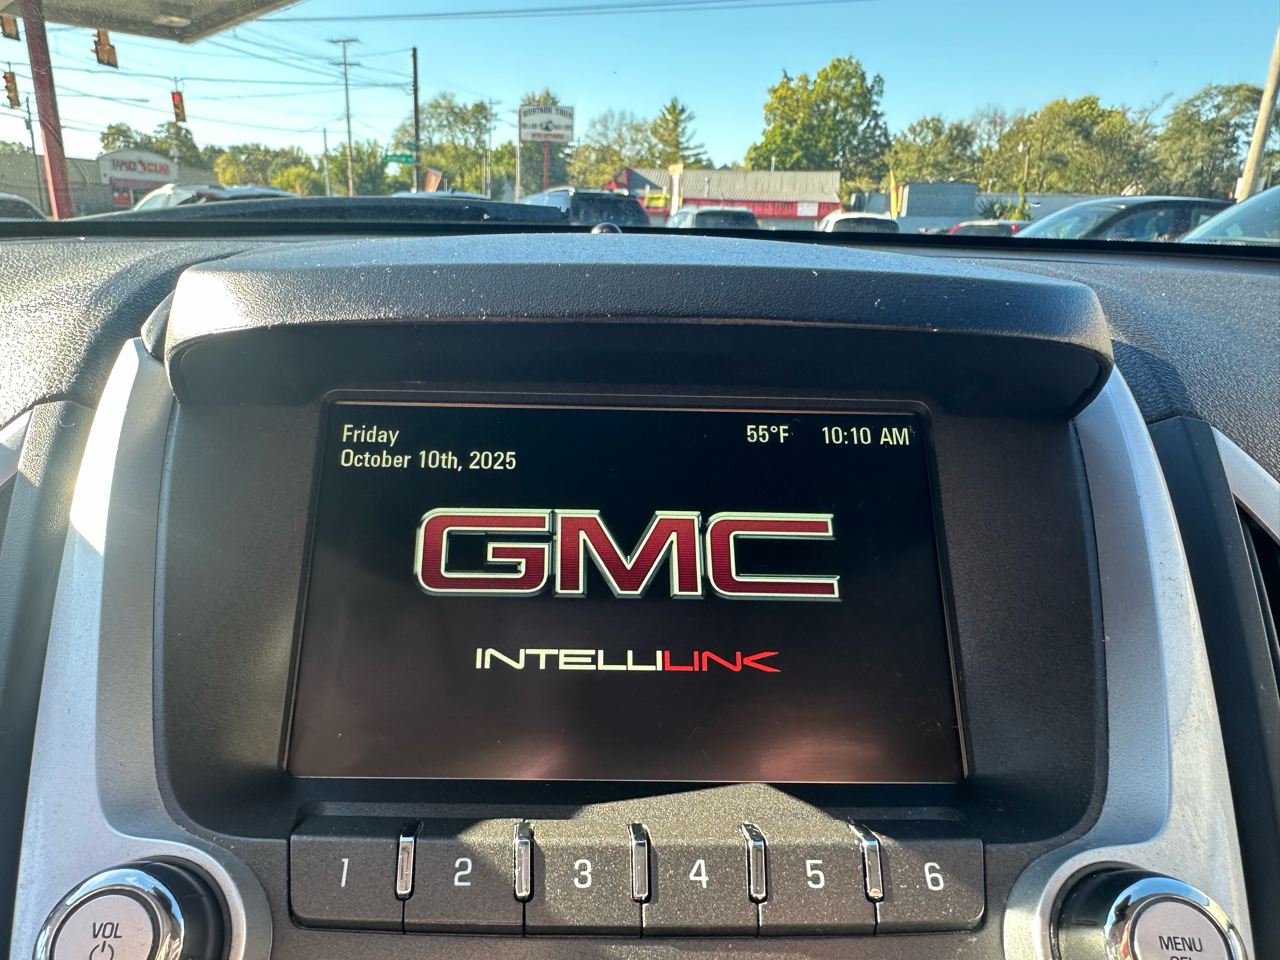 Friday
October 10th, 2025
55°F 10:10 AM
GMC
INTELLILINK
1 2 3 4 5 6
VOL
MENU